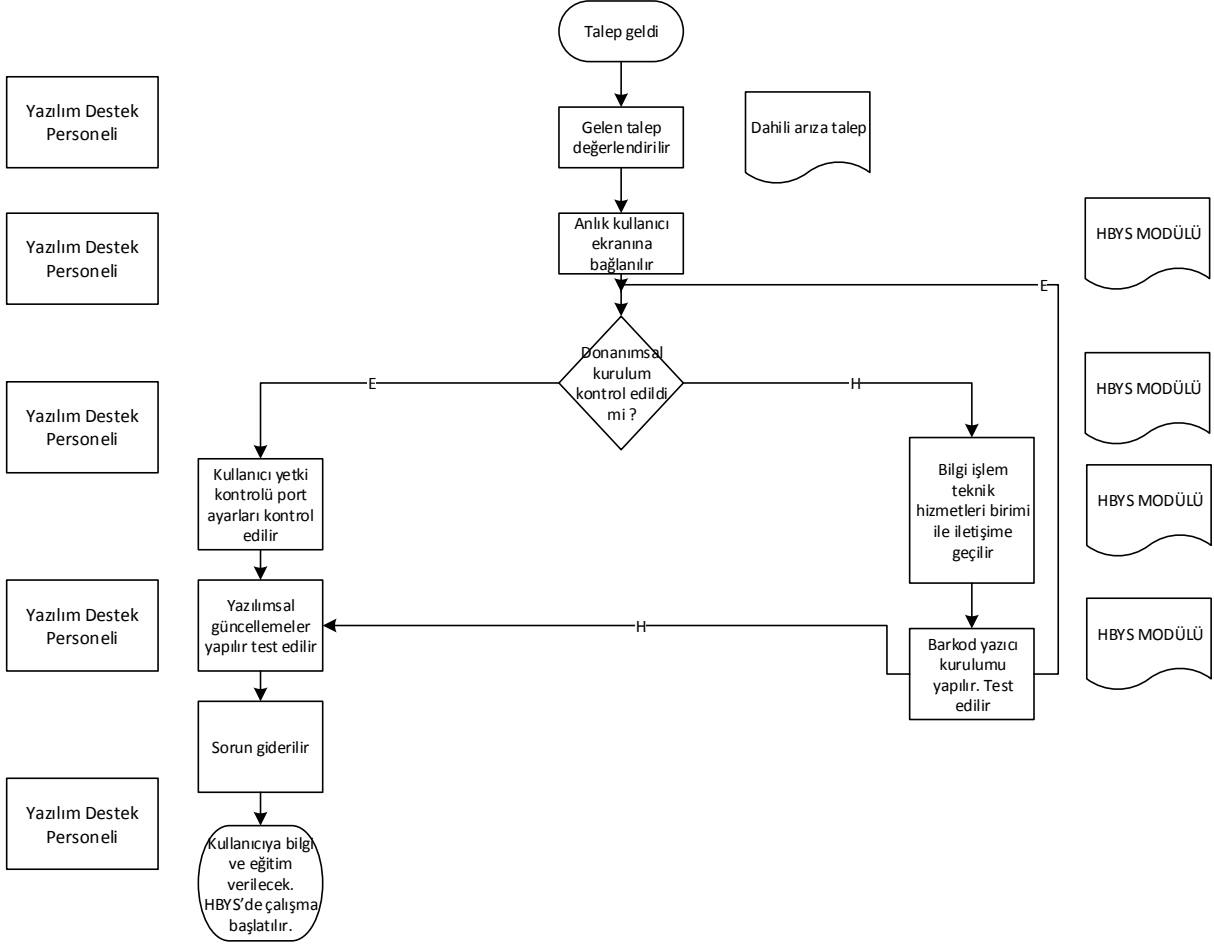 Talep geldi
Yazılım Destek
Personeli
Gelen talep
değerlendirilir
Dahili arıza talep
Yazılım Destek
Personeli
Anlık kullanıcı
ekranına
bağlanılır
HBYS MODÜLÜ
E
Donanımsal
kurulum
kontrol edildi
mi ?
E
H
HBYS MODÜLÜ
Yazılım Destek
Personeli
Kullanıcı yetki
kontrolü port
ayarları kontrol
edilir
Bilgi işlem
teknik
hizmetleri birimi
ile iletişime
geçilir
HBYS MODÜLÜ
Yazılım Destek
Personeli
Yazılımsal
güncellemeler
yapılır test edilir
H
Barkod yazıcı
kurulumu
yapılır. Test
edilir
HBYS MODÜLÜ
Sorun giderilir
Yazılım Destek
Personeli
Kullanıcıya bilgi
ve eğitim
verilecek.
HBYS’de çalışma
başlatılır.